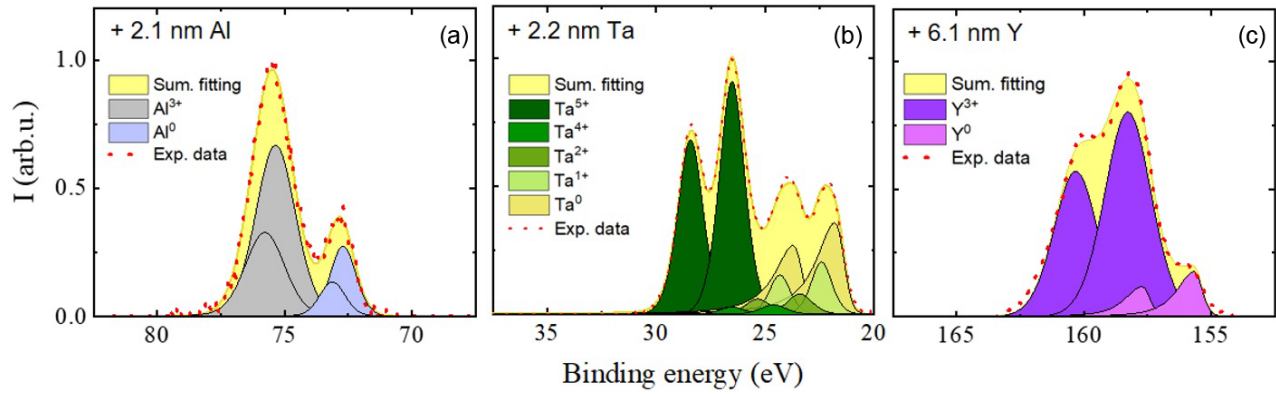 + 2.1 nm Al
(a)
Sum. fitting
Al³⁺
Al⁰
Exp. data
+ 2.2 nm Ta
(b)
Sum. fitting
Ta⁵⁺
Ta⁴⁺
Ta²⁺
Ta¹⁺
Ta⁰
Exp. data
+ 6.1 nm Y
(c)
Sum. fitting
Y³⁺
Y⁰
Exp. data
I (arb.u.)
1.0
0.5
0.0
80
75
70
35
30
25
20
165
160
155
Binding energy (eV)